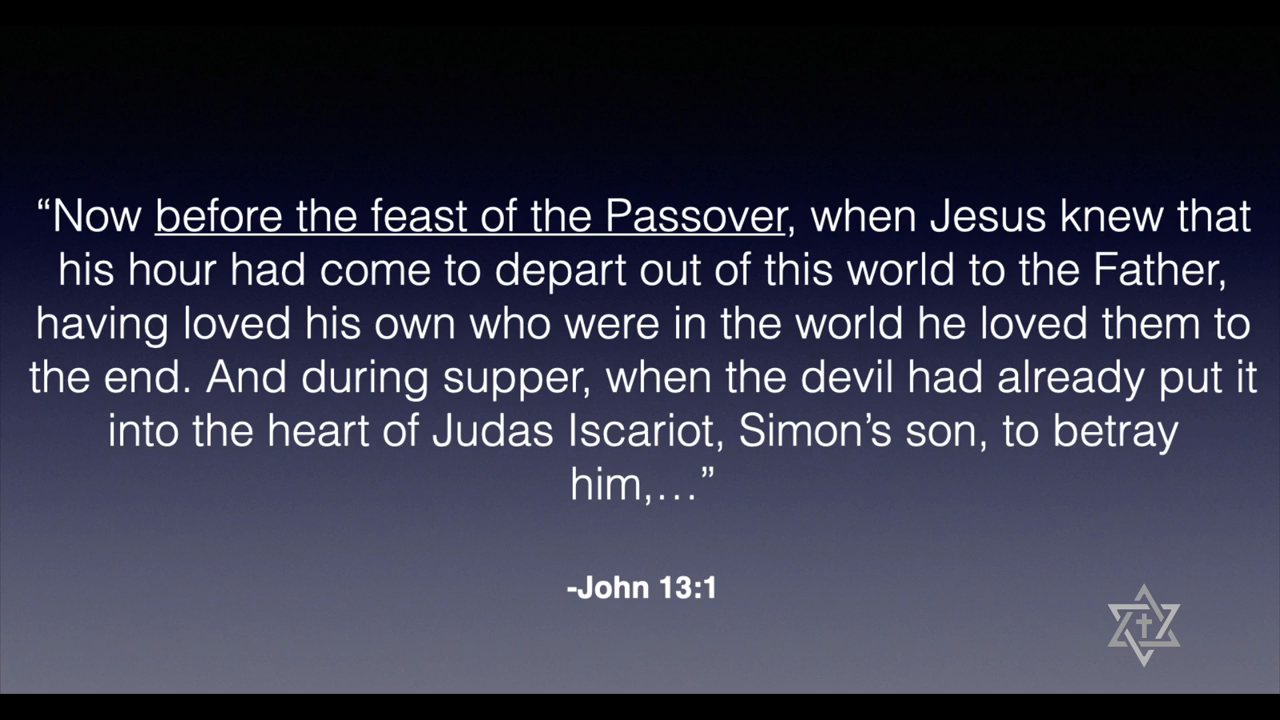 “Now before the feast of the Passover, when Jesus knew that
his hour had come to depart out of this world to the Father,
having loved his own who were in the world he loved them to
the end. And during supper, when the devil had already put it
into the heart of Judas Iscariot, Simon’s son, to betray
him,…”
-John 13:1